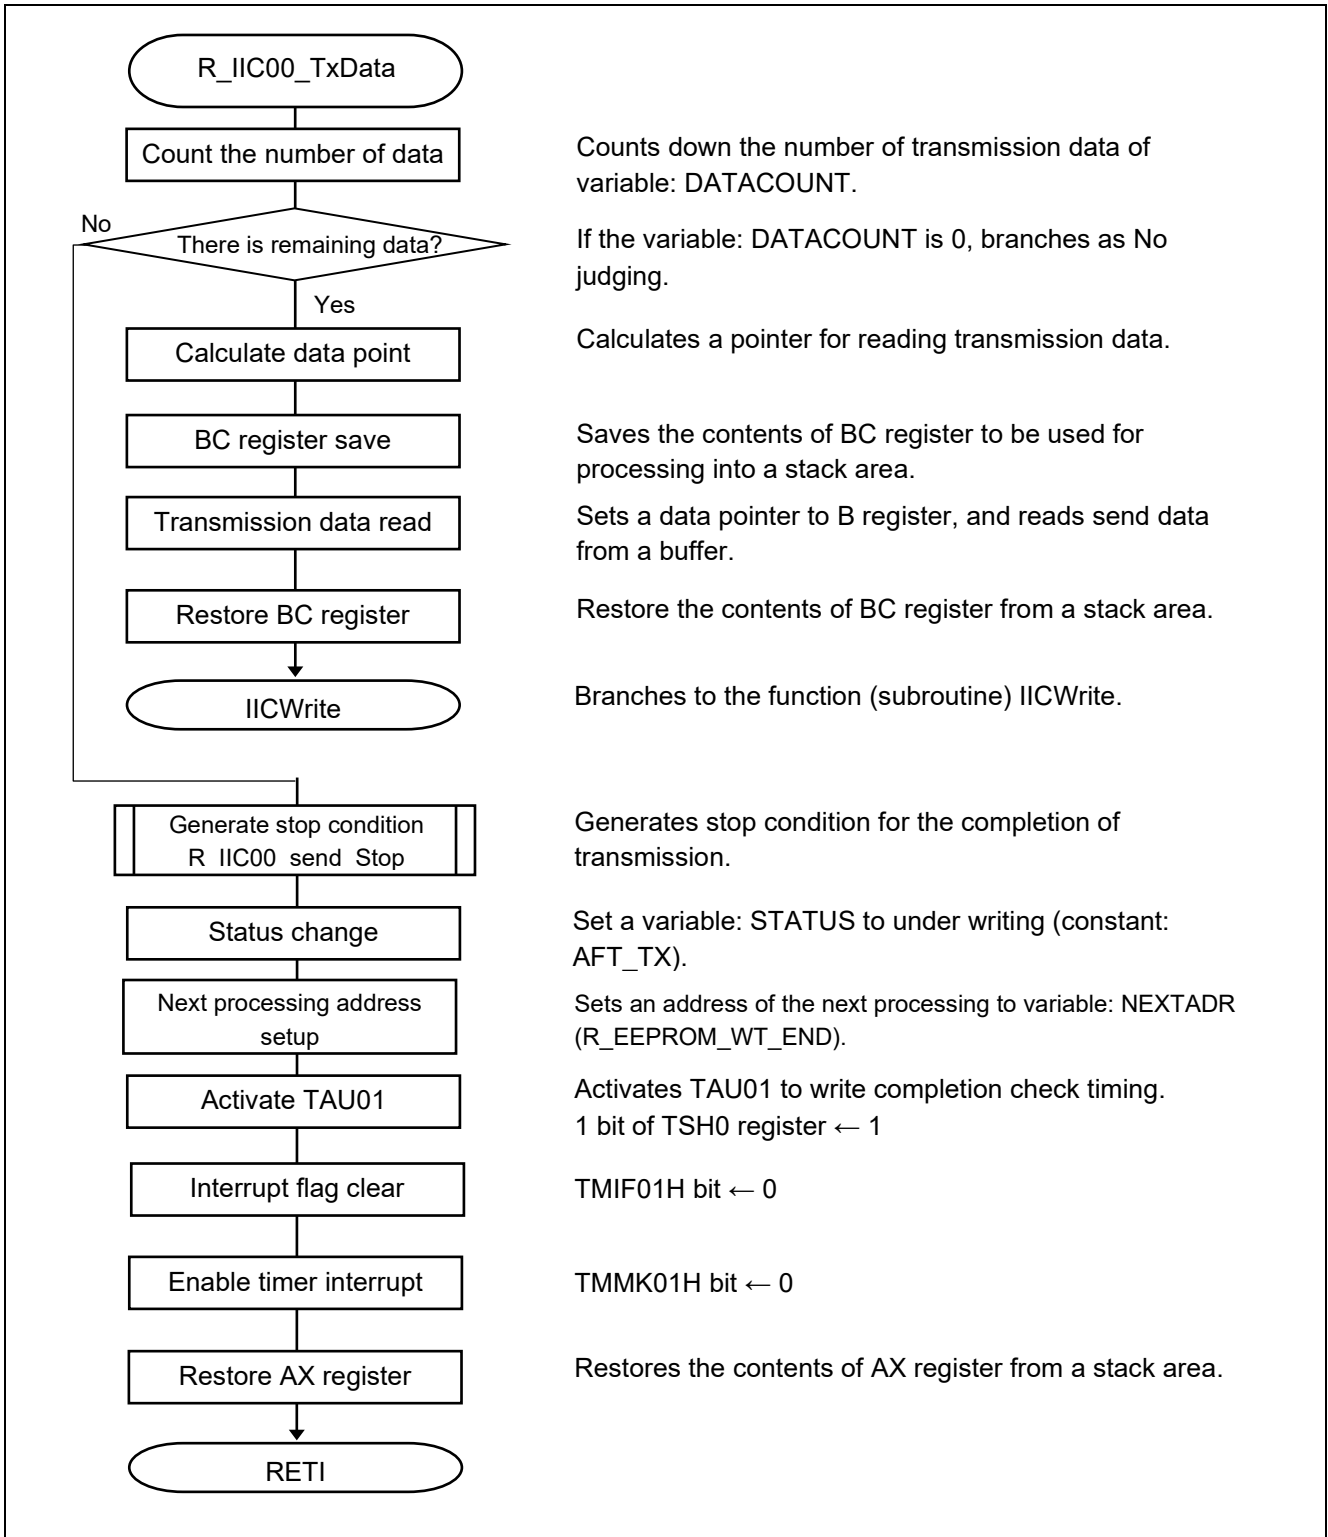 R_IIC00_TxData
Count the number of data
Counts down the number of transmission data of
variable: DATACOUNT.
No
There is remaining data?
If the variable: DATACOUNT is 0, branches as No
judging.
Yes
Calculate data point
Calculates a pointer for reading transmission data.
BC register save
Saves the contents of BC register to be used for
processing into a stack area.
Transmission data read
Sets a data pointer to B register, and reads send data
from a buffer.
Restore BC register
Restore the contents of BC register from a stack area.
IICWrite
Branches to the function (subroutine) IICWrite.
Generate stop condition
R_IIC00_send_Stop
Generates stop condition for the completion of
transmission.
Status change
Set a variable: STATUS to under writing (constant:
AFT_TX).
Next processing address
setup
Sets an address of the next processing to variable: NEXTADR
(R_EEPROM_WT_END).
Activate TAU01
Activates TAU01 to write completion check timing.
1 bit of TSH0 register ← 1
Interrupt flag clear
TMIF01H bit ← 0
Enable timer interrupt
TMMK01H bit ← 0
Restore AX register
Restores the contents of AX register from a stack area.
RETI